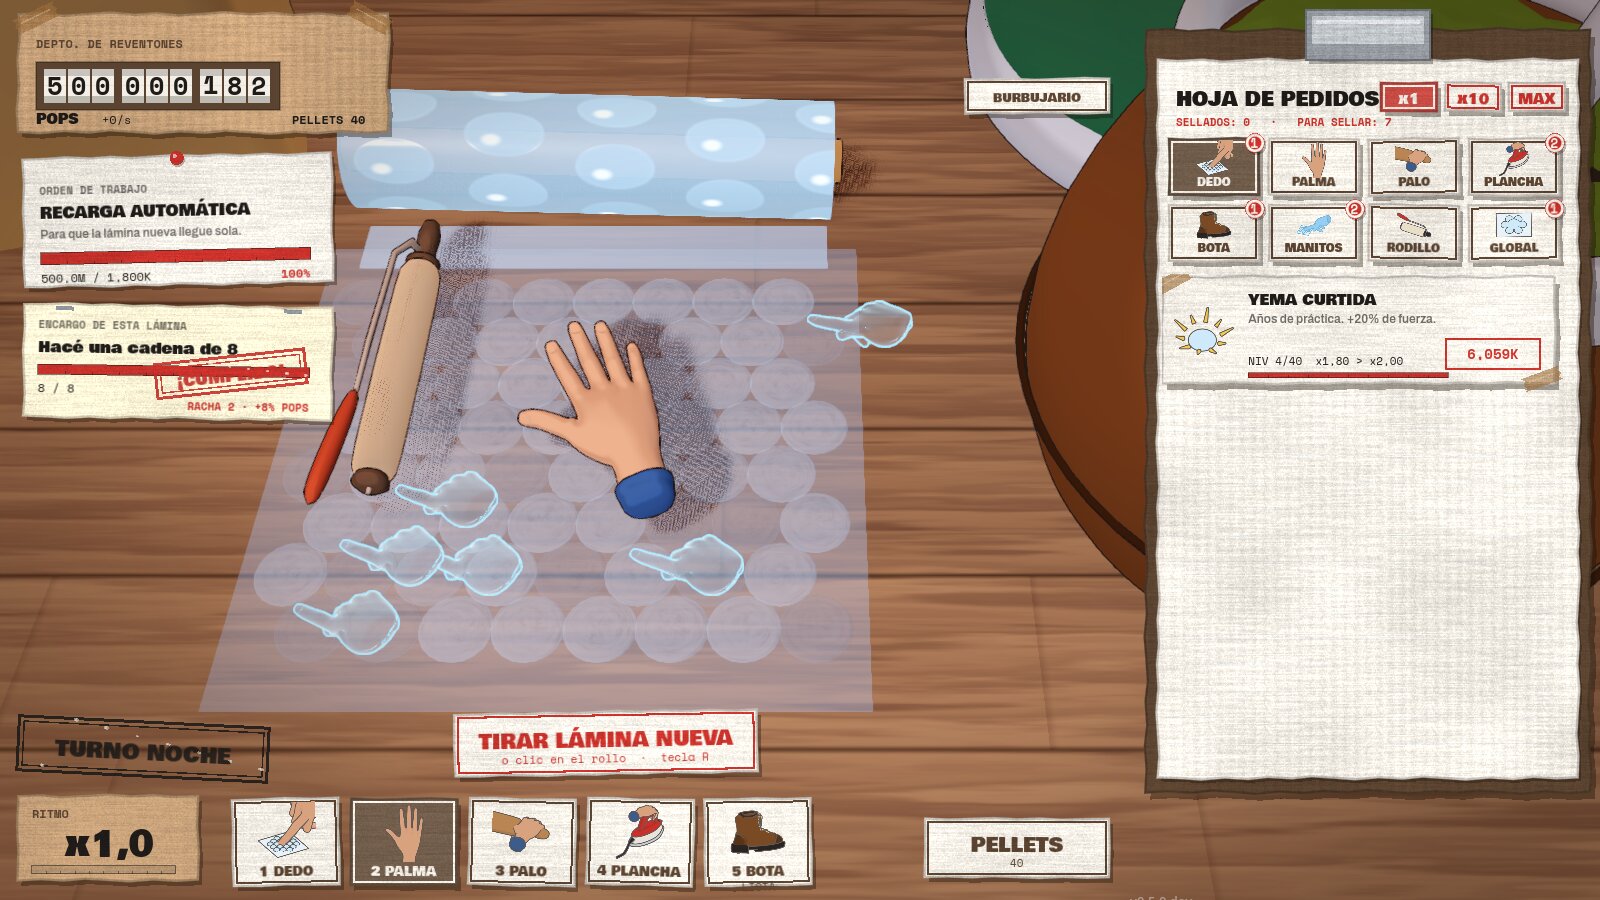 DEPTO. DE REVENTONES
500 000 182
POPS +0/s PELLETS 40
ORDEN DE TRABAJO
RECARGA AUTOMÁTICA
Para que la lámina nueva llegue sola.
500.0M / 1.800K 100%
ENCARGO DE ESTA LÁMINA
Hacé una cadena de 8
8 / 8
RACHA 2 · +8% POPS
BURBUJARIO
HOJA DE PEDIDOS x1 x10 MAX
SELLADOS: 0 · PARA SELLAR: 7
1 2
DEDO PALMA PALO PLANCHA
1 2 1
BOTA MANITOS RODILLO GLOBAL
YEMA CURTIDA
Años de práctica. +20% de fuerza.
NIV 4/40 x1,80 > x2,00 6.059K
TURNO NOCHE
TIRAR LÁMINA NUEVA
o clic en el rollo · tecla R
RITMO
x1,0
1 DEDO 2 PALMA 3 PALO 4 PLANCHA 5 BOTA
PELLETS
40